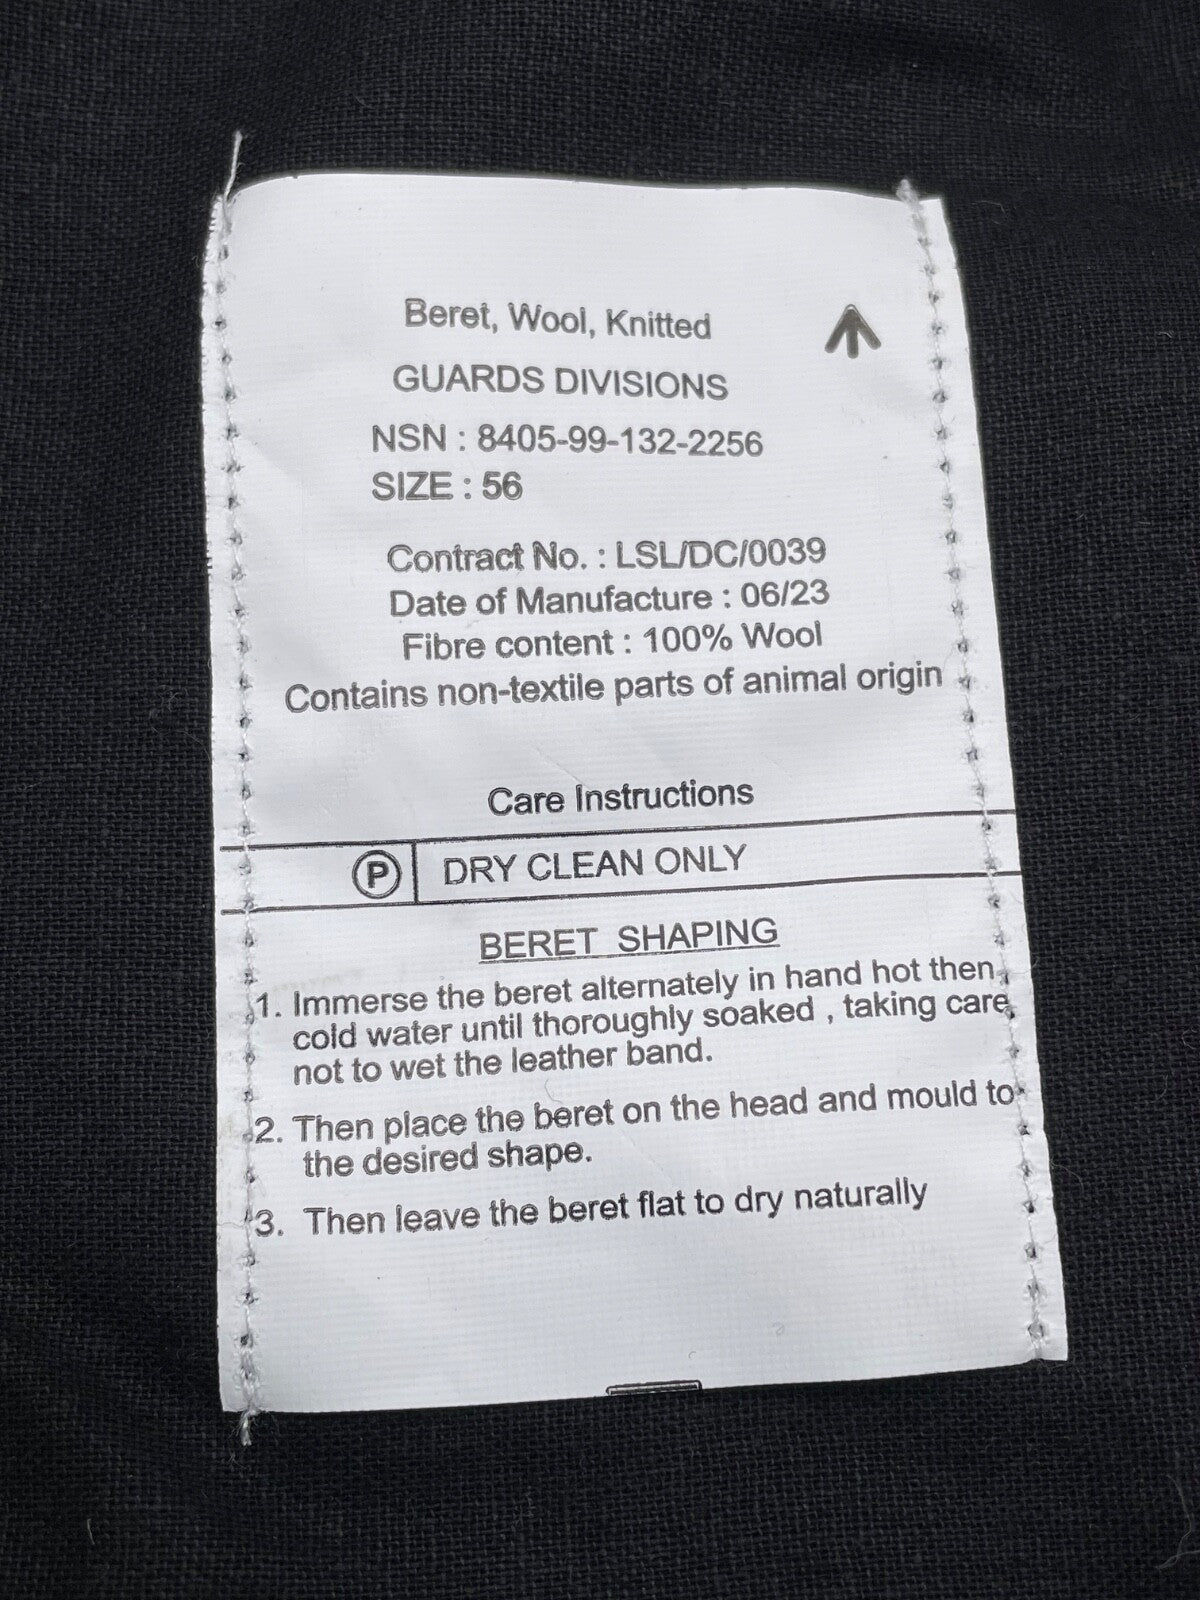 Beret, Wool, Knitted
GUARDS DIVISIONS
NSN : 8405-99-132-2256
SIZE : 56
Contract No. : LSL/DC/0039
Date of Manufacture : 06/23
Fibre content : 100% Wool
Contains non-textile parts of animal origin
Care Instructions
P DRY CLEAN ONLY
BERET SHAPING
1. Immerse the beret alternately in hand hot then
cold water until thoroughly soaked , taking care
not to wet the leather band.
2. Then place the beret on the head and mould to
the desired shape.
3. Then leave the beret flat to dry naturally